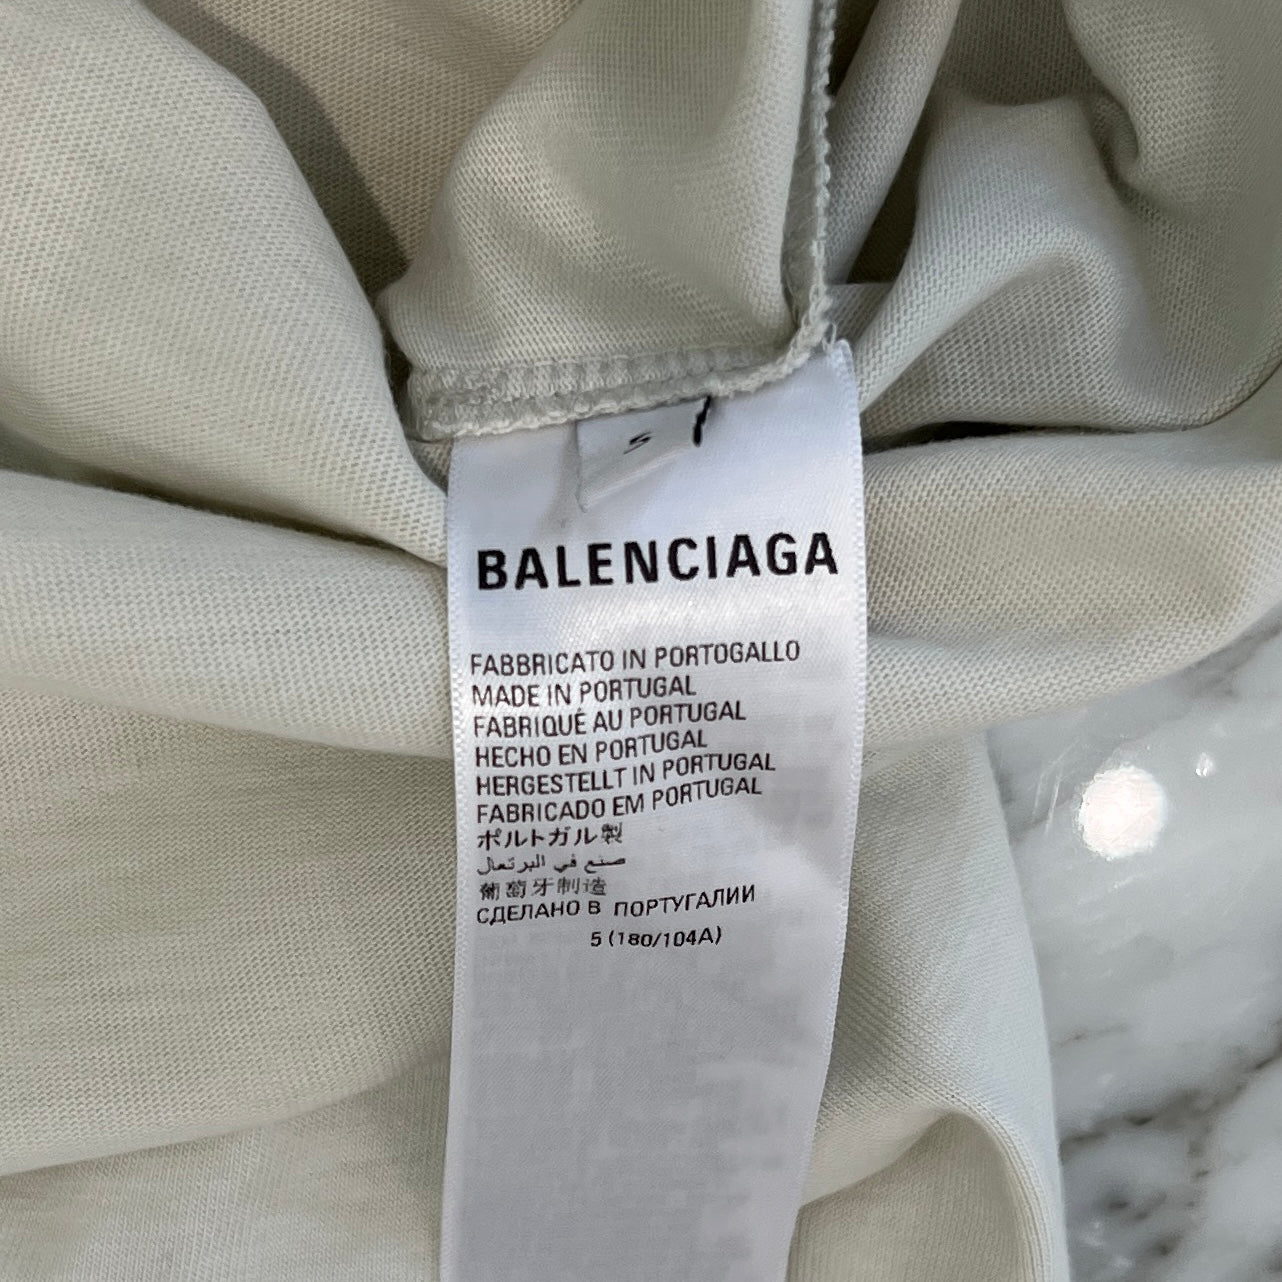 S
BALENCIAGA
FABBRICATO IN PORTOGALLO
MADE IN PORTUGAL
FABRIQUÉ AU PORTUGAL
HECHO EN PORTUGAL
HERGESTELLT IN PORTUGAL
FABRICADO EM PORTUGAL
ポルトガル製
صنع في البرتغال
葡萄牙制造
СДЕЛАНО В ПОРТУГАЛИИ
5 (180/104A)